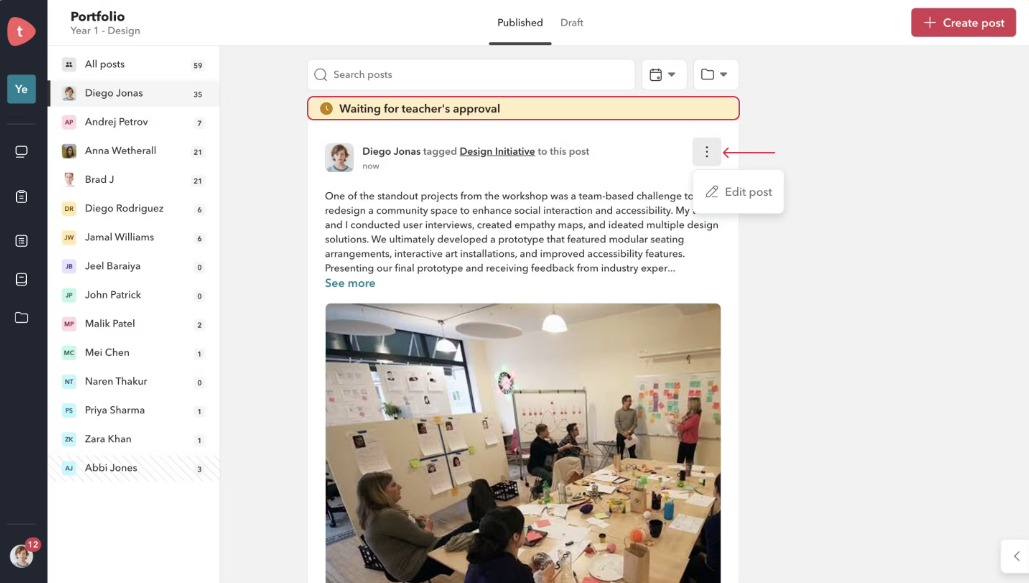 t
Portfolio
Year 1 - Design
Published
Draft
Create post
Ye
All posts 59
Diego Jonas 35
AP Andrej Petrov 7
Anna Wetherall 21
Brad J 21
DR Diego Rodriguez 6
JW Jamal Williams 6
JB Jeel Baraiya 0
JP John Patrick 0
MP Malik Patel 2
MC Mei Chen 1
NT Naren Thakur 0
PS Priya Sharma 1
ZK Zara Khan 1
AJ Abbi Jones 3
12
Search posts
Waiting for teacher's approval
Diego Jonas tagged Design Initiative to this post
now
Edit post
One of the standout projects from the workshop was a team-based challenge to
redesign a community space to enhance social interaction and accessibility. My
and I conducted user interviews, created empathy maps, and ideated multiple design
solutions. We ultimately developed a prototype that featured modular seating
arrangements, interactive art installations, and improved accessibility features.
Presenting our final prototype and receiving feedback from industry exper...
See more